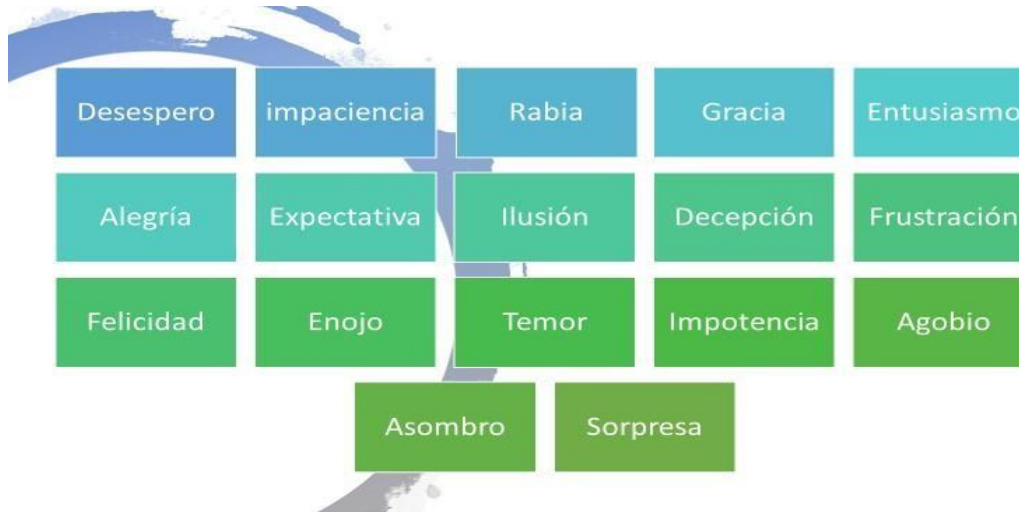 Desespero
impaciencia
Rabia
Gracia
Entusiasmo
Alegría
Expectativa
Ilusión
Decepción
Frustración
Felicidad
Enojo
Temor
Impotencia
Agobio
Asombro
Sorpresa